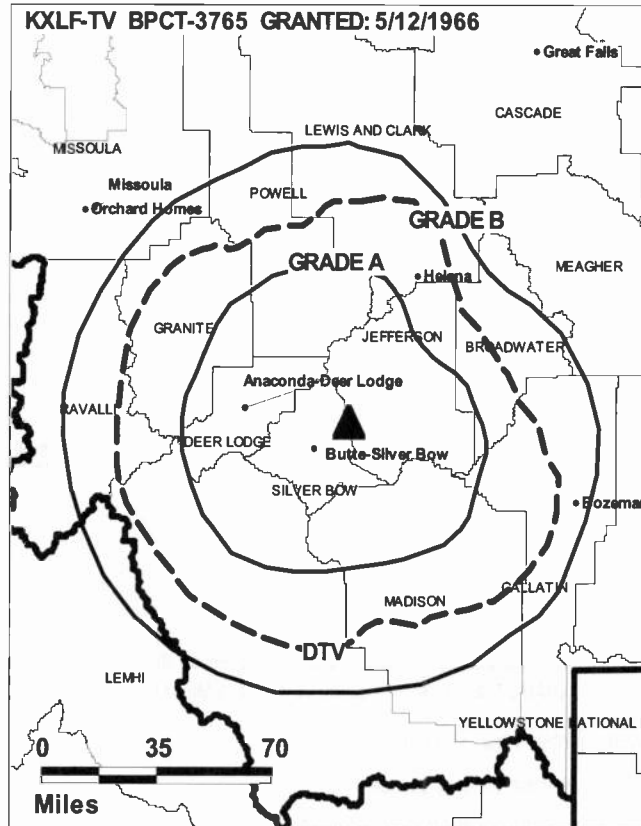 KXLF-TV BPCT-3765 GRANTED: 5/12/1966
Great Falls
CASCADE
LEWIS AND CLARK
MISSOULA
Missoula
POWELL
Orchard Homes
GRADE B
GRADE A
MEAGHER
Helena
GRANITE
JEFFERSON
BROADWATER
Anaconda-Deer Lodge
RAVALL
DEER LODGE
Butte-Silver Bow
SILVER BOW
Bozeman
GALLATIN
MADISON
DTV
LEMHI
YELLOWSTONE NATIONAL
0 35 70
Miles